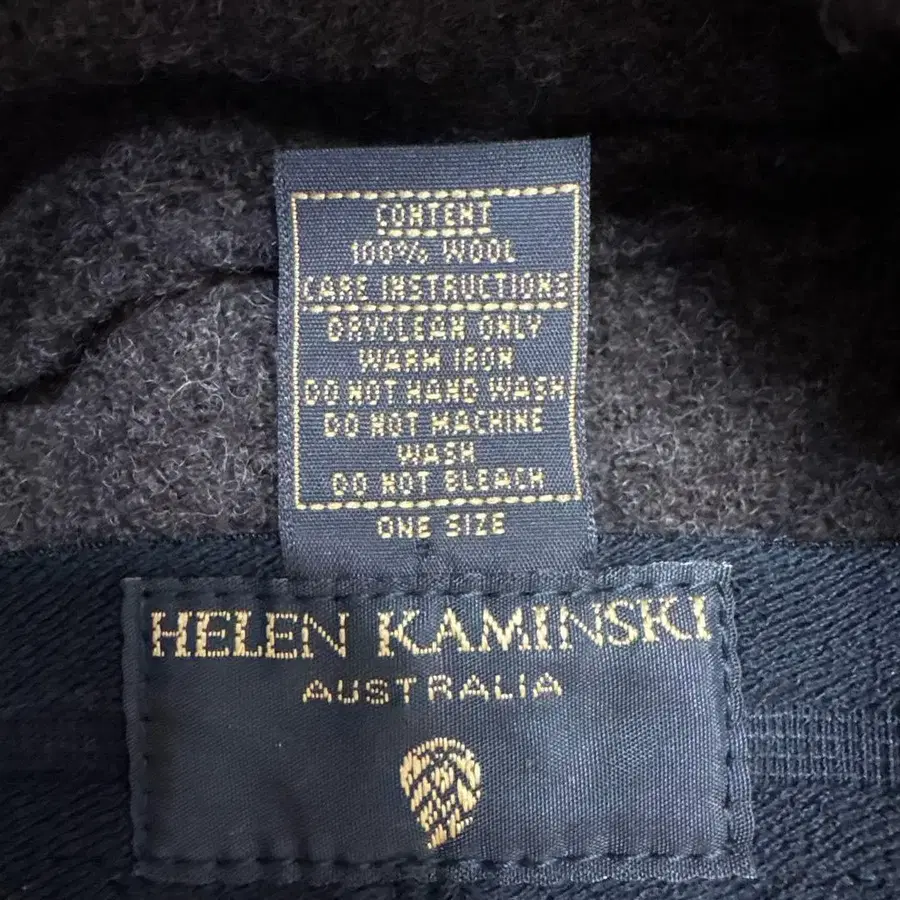 CONTENT
100% WOOL
CARE INSTRUCTIONS
DRYCLEAN ONLY
WARM IRON
DO NOT HAND WASH
DO NOT MACHINE
WASH
DO NOT BLEACH
ONE SIZE
HELEN KAMINSKI
AUSTRALIA